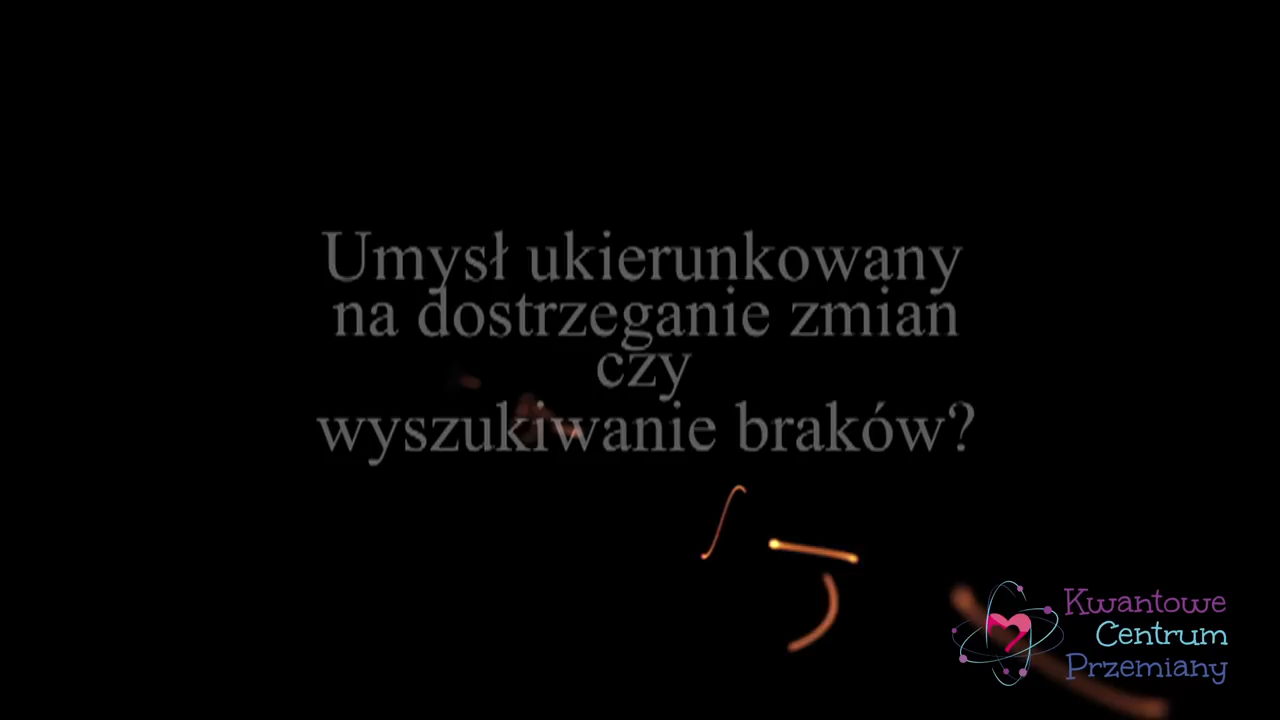 Umysł ukierunkowany
na dostrzeganie zmian
czy
wyszukiwanie braków?
Kwantowe
Centrum
Przemiany